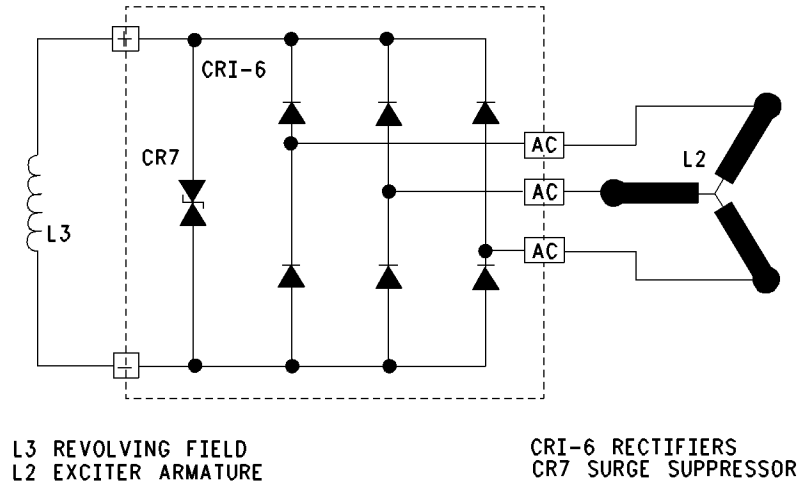 +
CRI-6
AC
CR7
L2
AC
L3
AC
−
L3 REVOLVING FIELD
L2 EXCITER ARMATURE
CRI-6 RECTIFIERS
CR7 SURGE SUPPRESSOR